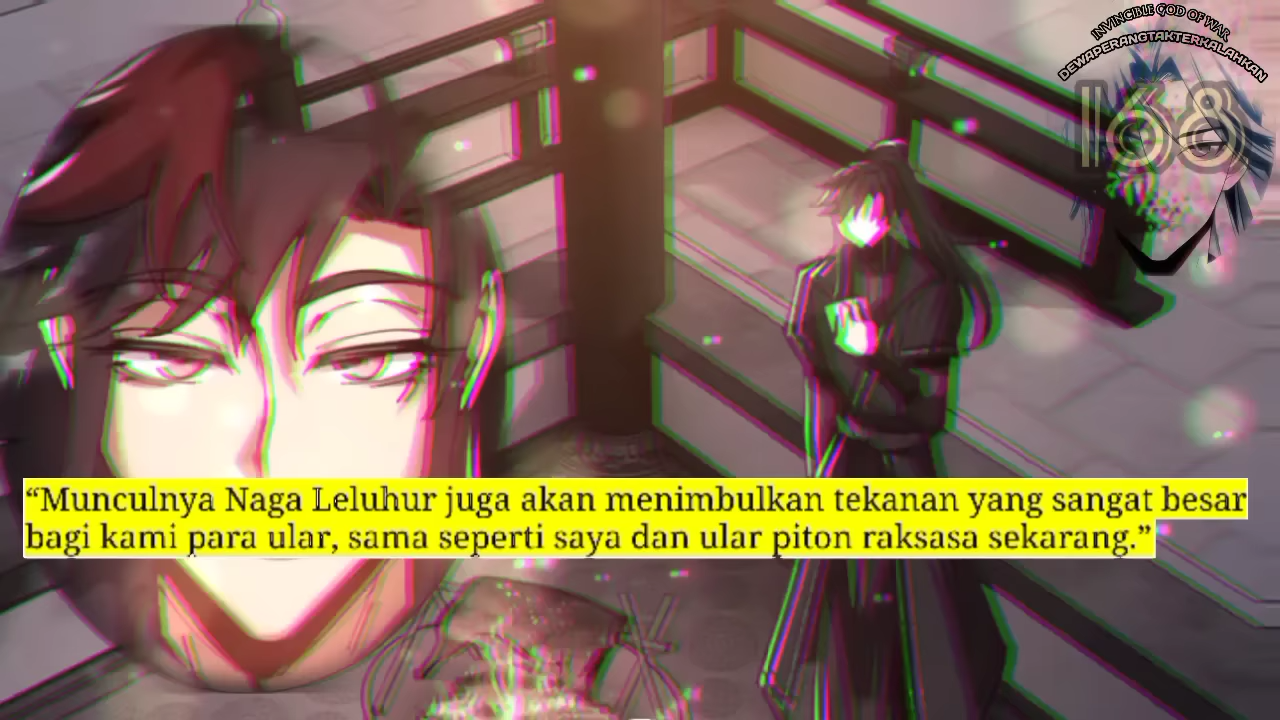 INVINCIBLE GOD OF WAR
DEWAPERANGTAKTERKALAHKAN
168
“Munculnya Naga Leluhur juga akan menimbulkan tekanan yang sangat besar
bagi kami para ular, sama seperti saya dan ular piton raksasa sekarang.”